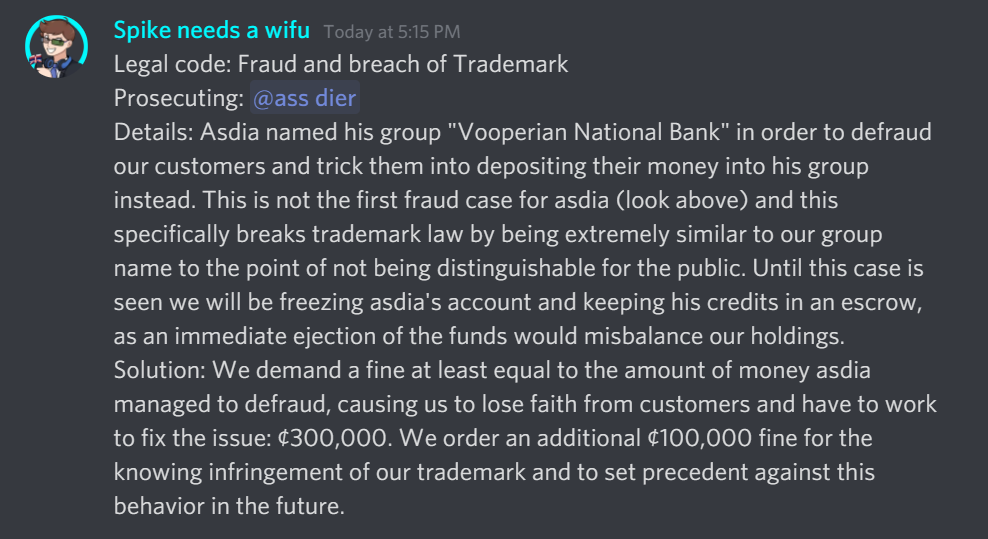 Spike needs a wifu Today at 5:15 PM
Legal code: Fraud and breach of Trademark
Prosecuting: @ass dier
Details: Asdia named his group "Vooperian National Bank" in order to defraud
our customers and trick them into depositing their money into his group
instead. This is not the first fraud case for asdia (look above) and this
specifically breaks trademark law by being extremely similar to our group
name to the point of not being distinguishable for the public. Until this case is
seen we will be freezing asdia's account and keeping his credits in an escrow,
as an immediate ejection of the funds would misbalance our holdings.
Solution: We demand a fine at least equal to the amount of money asdia
managed to defraud, causing us to lose faith from customers and have to work
to fix the issue: ¢300,000. We order an additional ¢100,000 fine for the
knowing infringement of our trademark and to set precedent against this
behavior in the future.